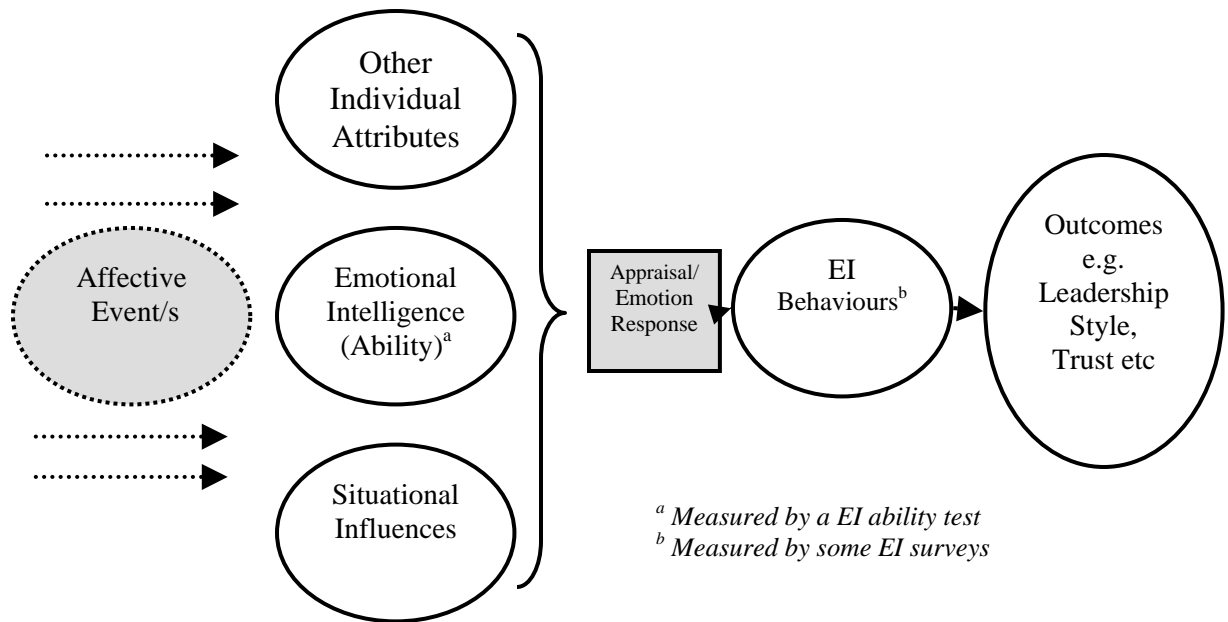 Other
Individual
Attributes
Affective
Event/s
Emotional
Intelligence
(Ability)a
Situational
Influences
Appraisal/
Emotion
Response
EI
Behavioursb
Outcomes
e.g.
Leadership
Style,
Trust etc
a Measured by a EI ability test
b Measured by some EI surveys